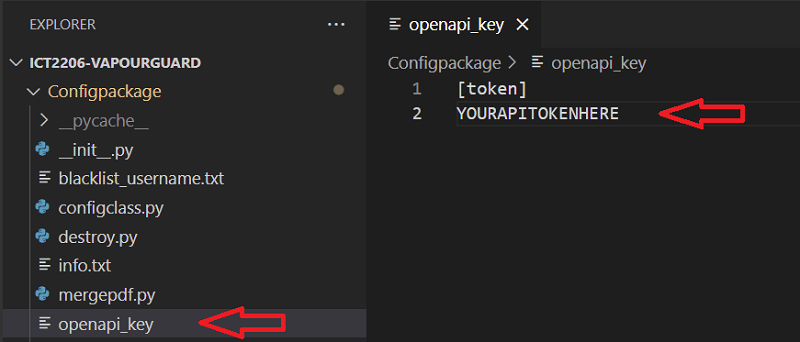 EXPLORER
ICT2206-VAPOURGUARD
Configpackage
__pycache__
__init__.py
blacklist_username.txt
configclass.py
destroy.py
info.txt
mergepdf.py
openapi_key
openapi_key
Configpackage > openapi_key
1 [token]
2 YOURAPITOKENHERE